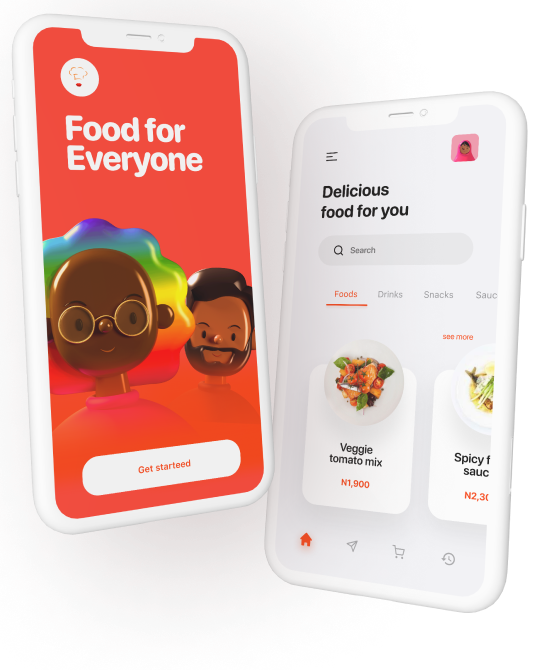 Food for
Everyone
Get starteed
Delicious
food for you
Search
Foods Drinks Snacks Sauc
see more
Veggie
tomato mix
N1,900
Spicy f
sauc
N2,30